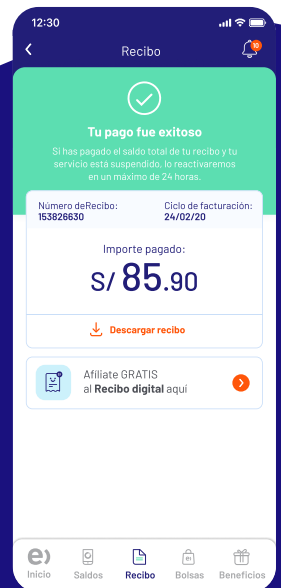 12:30
Recibo
10
Tu pago fue exitoso
Si has pagado el saldo total de tu recibo y tu
servicio está suspendido, lo reactivaremos
en un máximo de 24 horas.
Número deRecibo:
153826630
Ciclo de facturación:
24/02/20
Importe pagado:
S/ 85.90
Descargar recibo
Afíliate GRATIS
al Recibo digital aquí
e)
Inicio
Saldos
Recibo
Bolsas
Beneficios